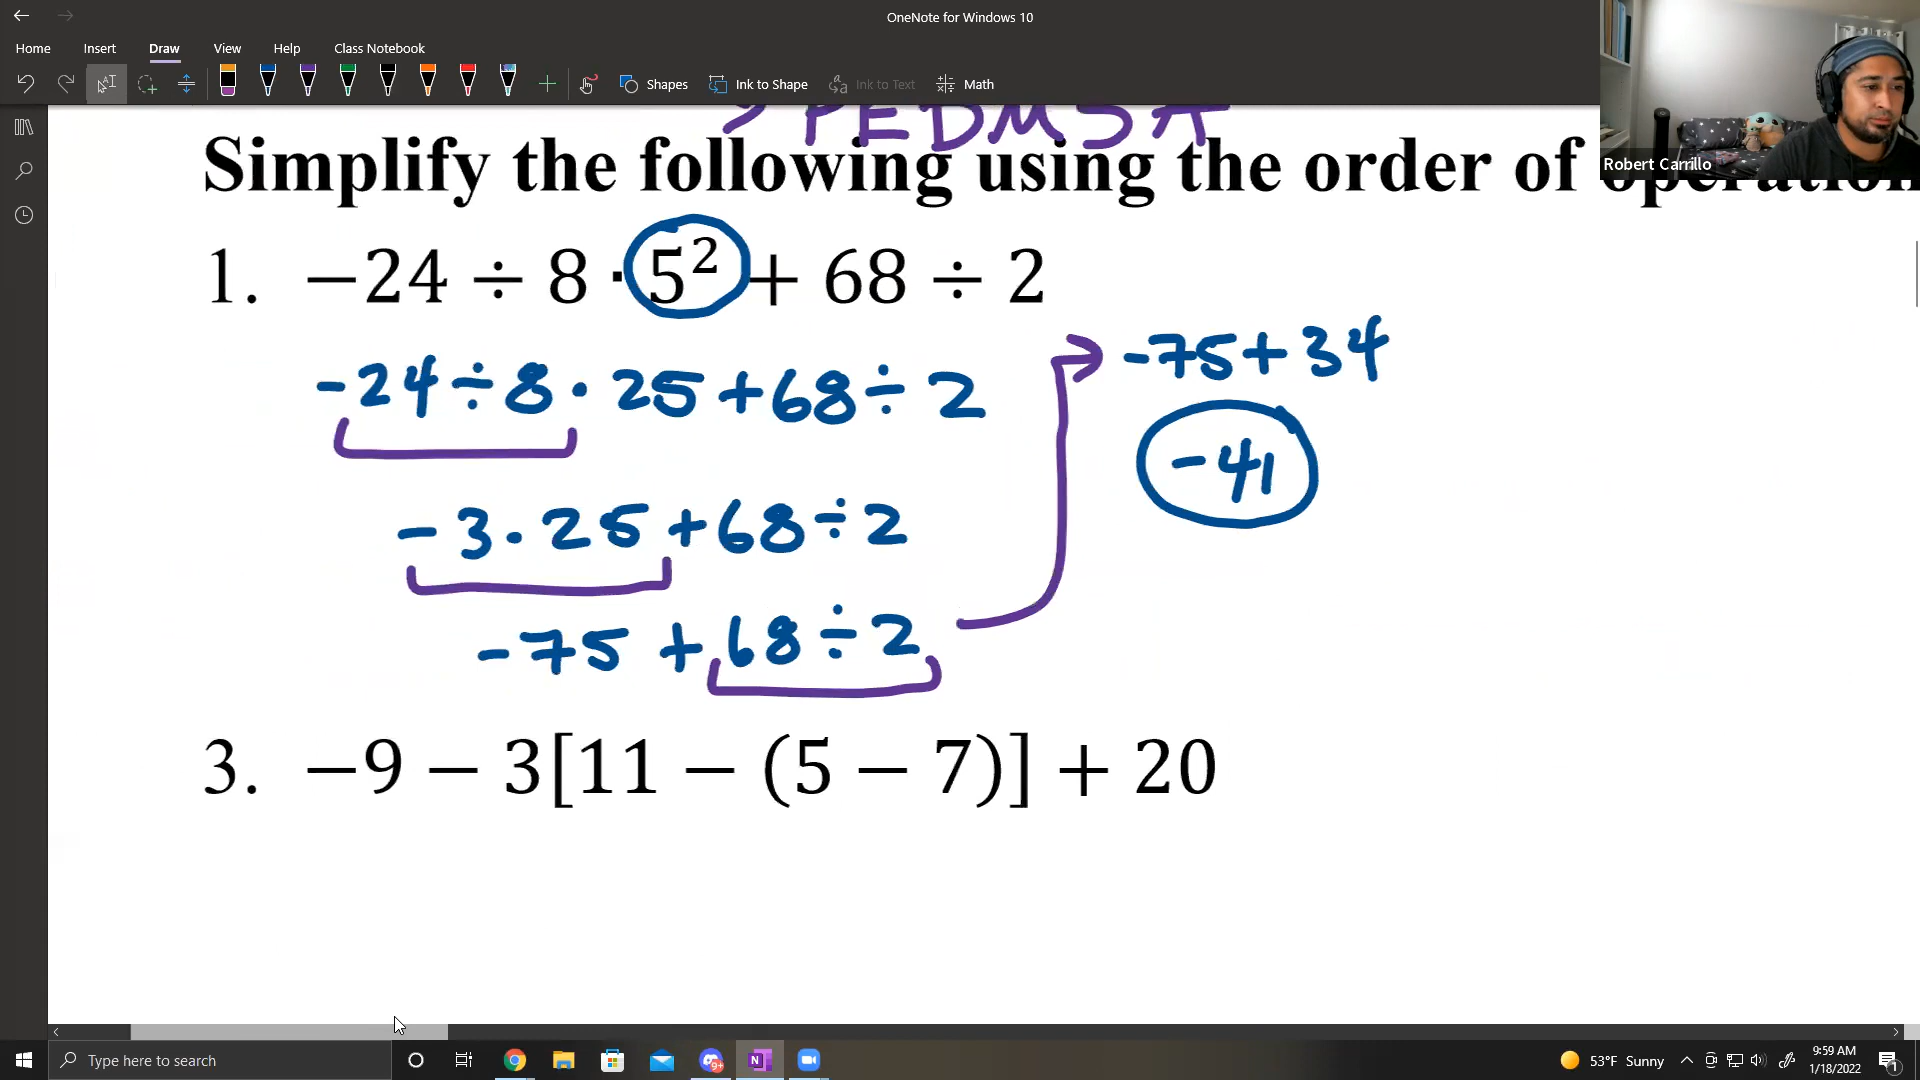 OneNote for Windows 10
Home Insert Draw View Help Class Notebook
Shapes Ink to Shape Ink to Text Math
PEDMSA
Robert Carrillo
Simplify the following using the order of operation
1. −24 ÷ 8 · 5² + 68 ÷ 2
-24÷8·25+68÷2
-3·25+68÷2
-75+68÷2
-75+34
-41
3. −9 − 3[11 − (5 − 7)] + 20
Type here to search
9+
N
53°F Sunny
9:59 AM
1/18/2022
1